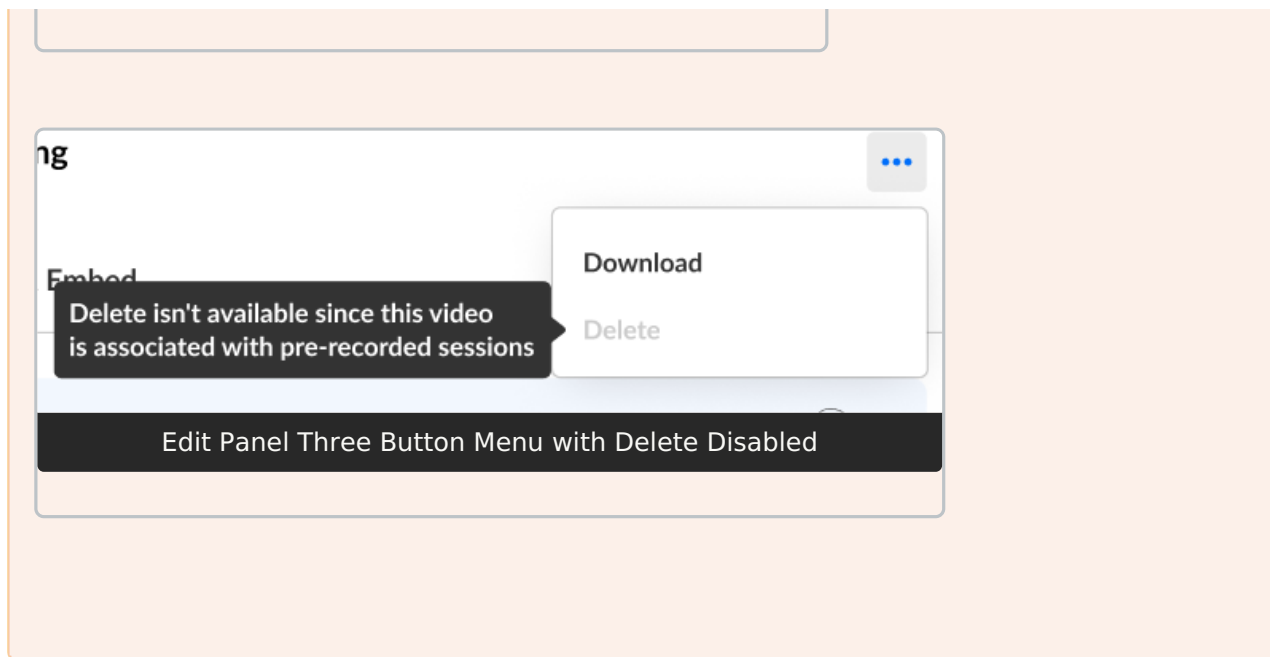 ng
Embed
Download
Delete isn't available since this video
is associated with pre-recorded sessions
Delete
Edit Panel Three Button Menu with Delete Disabled